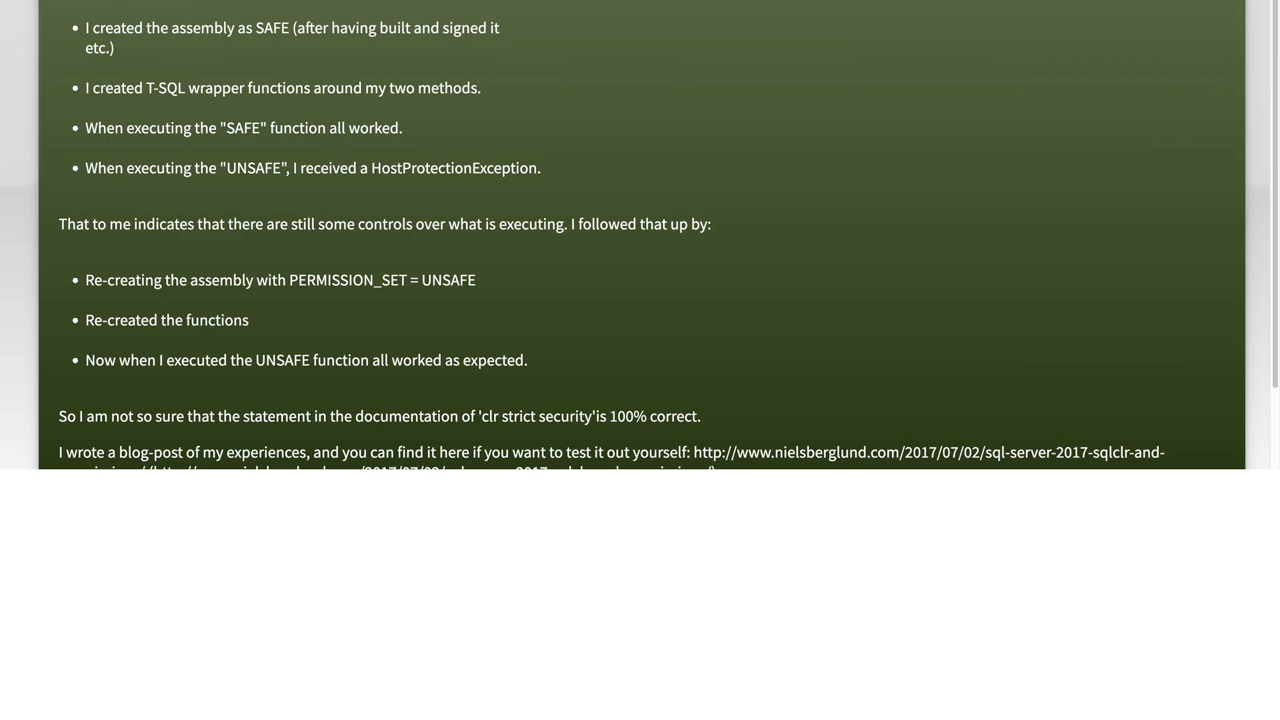 • I created the assembly as SAFE (after having built and signed it
etc.)
• I created T-SQL wrapper functions around my two methods.
• When executing the "SAFE" function all worked.
• When executing the "UNSAFE", I received a HostProtectionException.
That to me indicates that there are still some controls over what is executing. I followed that up by:
• Re-creating the assembly with PERMISSION_SET = UNSAFE
• Re-created the functions
• Now when I executed the UNSAFE function all worked as expected.
So I am not so sure that the statement in the documentation of 'clr strict security'is 100% correct.
I wrote a blog-post of my experiences, and you can find it here if you want to test it out yourself: http://www.nielsberglund.com/2017/07/02/sql-server-2017-sqlclr-and-